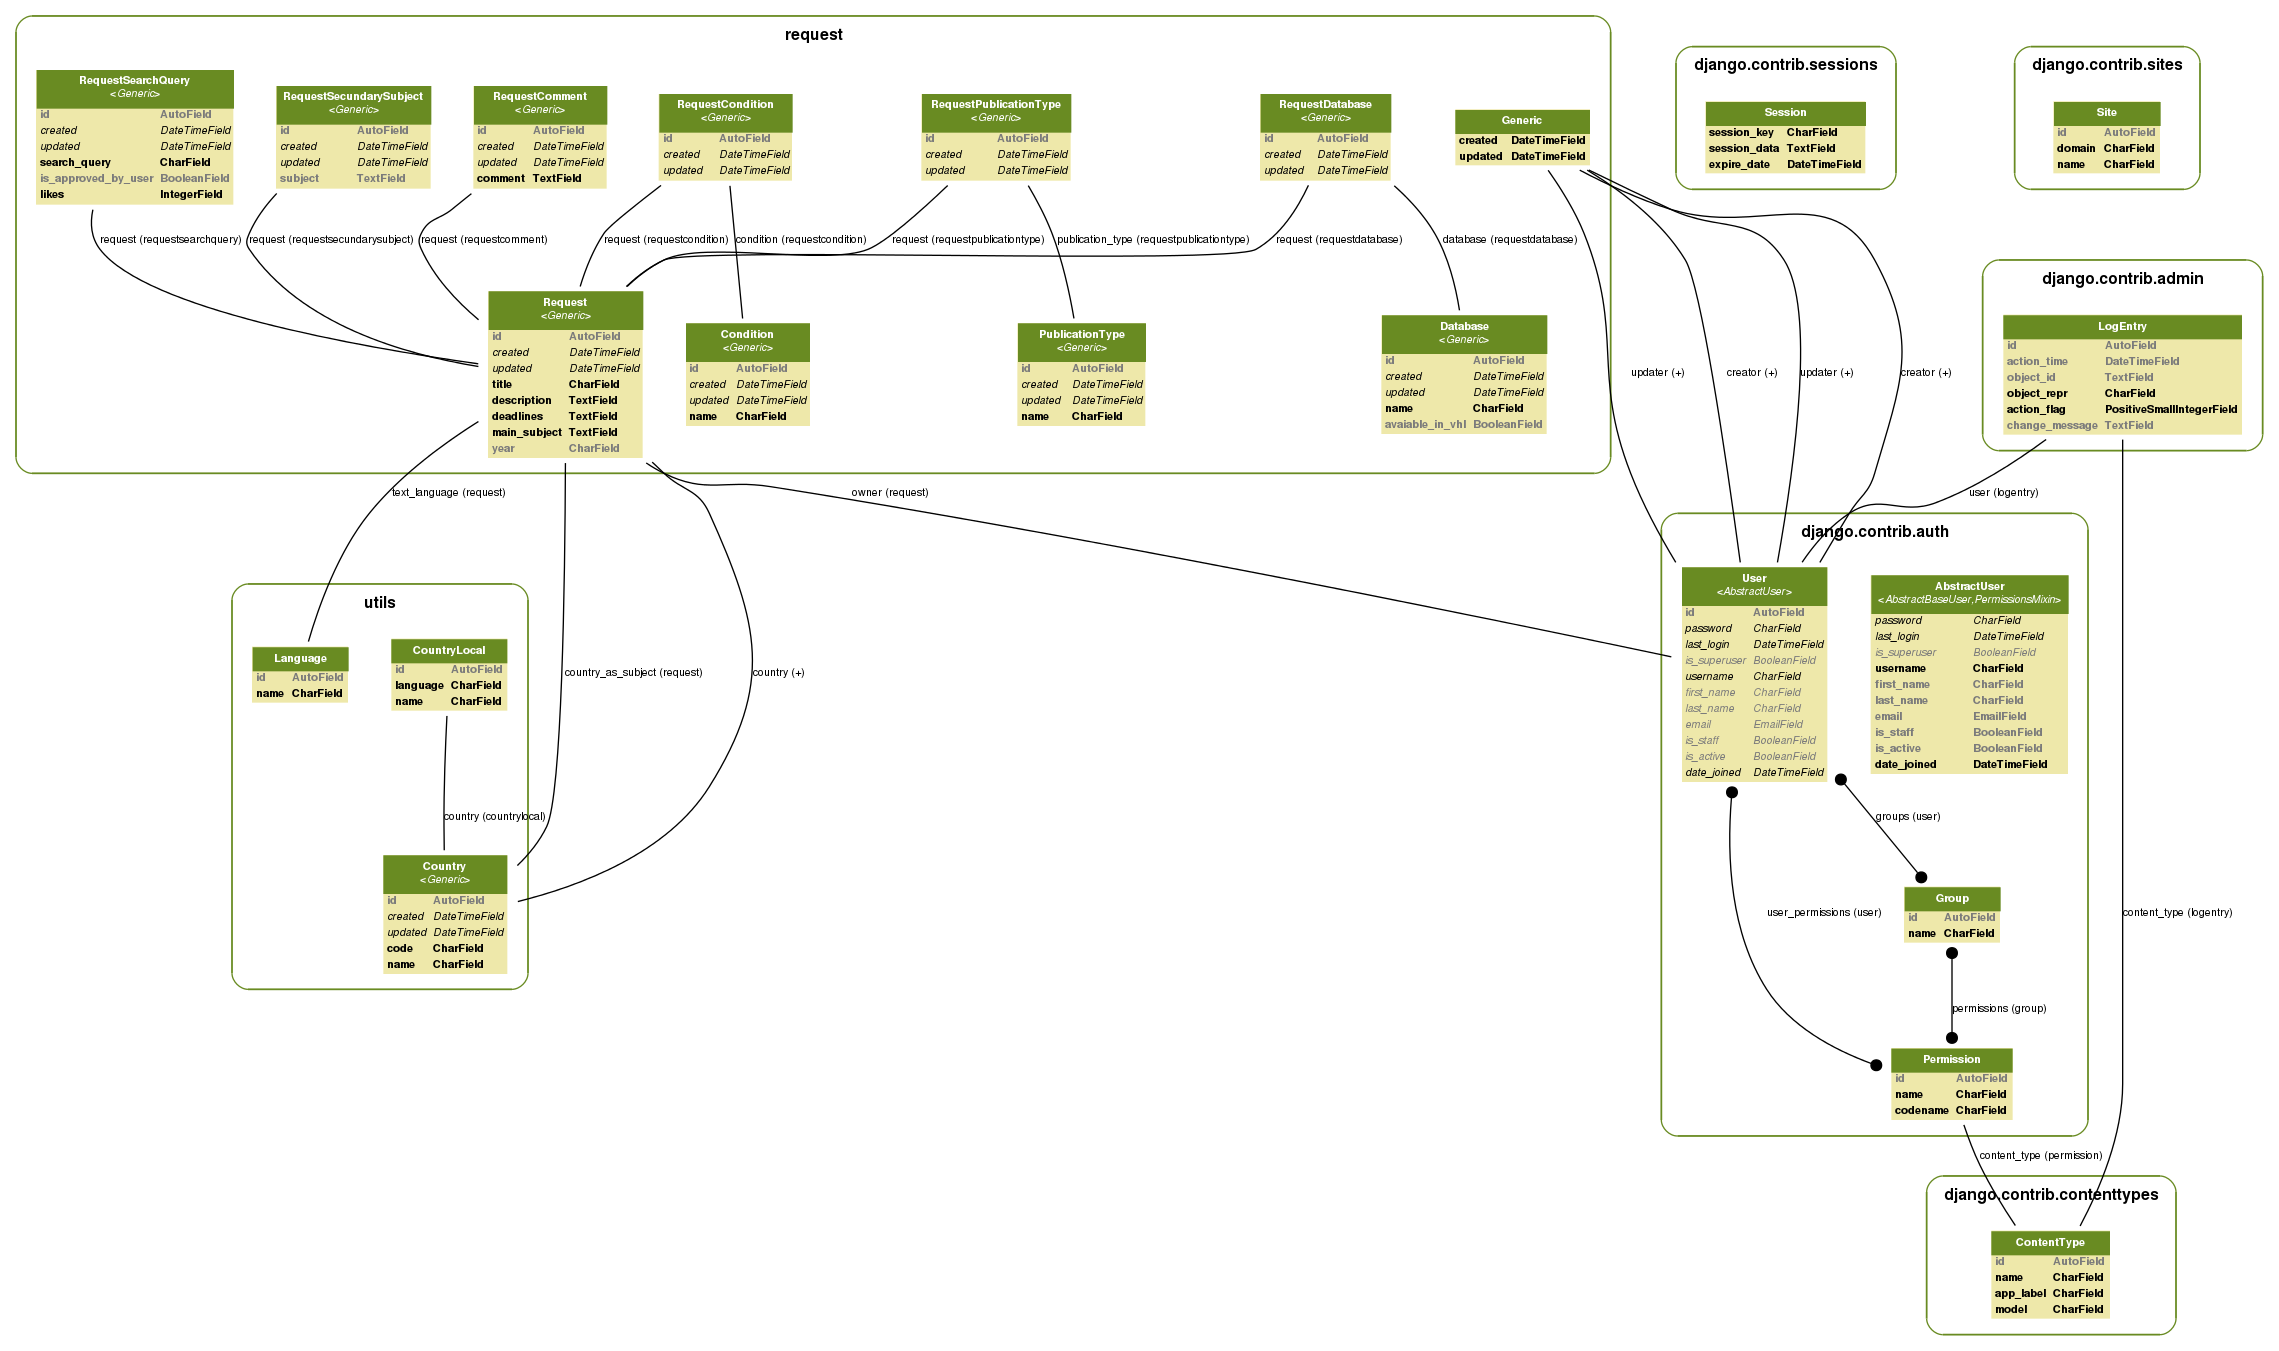 request
RequestSearchQuery
<Generic>
id AutoField
created DateTimeField
updated DateTimeField
search_query CharField
is_approved_by_user BooleanField
likes IntegerField
RequestSecundarySubject
<Generic>
id AutoField
created DateTimeField
updated DateTimeField
subject TextField
RequestComment
<Generic>
id AutoField
created DateTimeField
updated DateTimeField
comment TextField
RequestCondition
<Generic>
id AutoField
created DateTimeField
updated DateTimeField
RequestPublicationType
<Generic>
id AutoField
created DateTimeField
updated DateTimeField
RequestDatabase
<Generic>
id AutoField
created DateTimeField
updated DateTimeField
Generic
created DateTimeField
updated DateTimeField
request (requestsearchquery)
request (requestsecundarysubject)
request (requestcomment)
request (requestcondition)
condition (requestcondition)
request (requestpublicationtype)
publication_type (requestpublicationtype)
request (requestdatabase)
database (requestdatabase)
Request
<Generic>
id AutoField
created DateTimeField
updated DateTimeField
title CharField
description TextField
deadlines TextField
main_subject TextField
year CharField
Condition
<Generic>
id AutoField
created DateTimeField
updated DateTimeField
name CharField
PublicationType
<Generic>
id AutoField
created DateTimeField
updated DateTimeField
name CharField
Database
<Generic>
id AutoField
created DateTimeField
updated DateTimeField
name CharField
avaiable_in_vhl BooleanField
django.contrib.sessions
Session
session_key CharField
session_data TextField
expire_date DateTimeField
django.contrib.sites
Site
id AutoField
domain CharField
name CharField
django.contrib.admin
LogEntry
id AutoField
action_time DateTimeField
object_id TextField
object_repr CharField
action_flag PositiveSmallIntegerField
change_message TextField
updater (+)
creator (+)
updater (+)
creator (+)
text_language (request)
owner (request)
user (logentry)
utils
Language
id AutoField
name CharField
CountryLocal
id AutoField
language CharField
name CharField
country_as_subject (request)
country (+)
country (countrylocal)
Country
<Generic>
id AutoField
created DateTimeField
updated DateTimeField
code CharField
name CharField
django.contrib.auth
User
<AbstractUser>
id AutoField
password CharField
last_login DateTimeField
is_superuser BooleanField
username CharField
first_name CharField
last_name CharField
email EmailField
is_staff BooleanField
is_active BooleanField
date_joined DateTimeField
AbstractUser
<AbstractBaseUser,PermissionsMixin>
password CharField
last_login DateTimeField
is_superuser BooleanField
username CharField
first_name CharField
last_name CharField
email EmailField
is_staff BooleanField
is_active BooleanField
date_joined DateTimeField
groups (user)
user_permissions (user)
Group
id AutoField
name CharField
content_type (logentry)
permissions (group)
Permission
id AutoField
name CharField
codename CharField
content_type (permission)
django.contrib.contenttypes
ContentType
id AutoField
name CharField
app_label CharField
model CharField